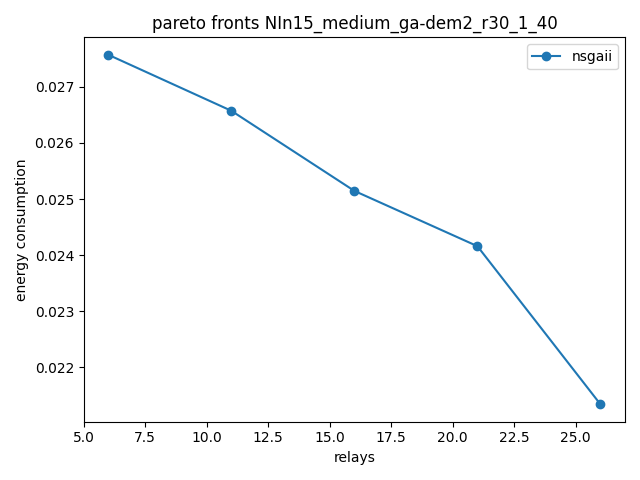 pareto fronts NIn15_medium_ga-dem2_r30_1_40
nsgaii
energy consumption
0.027
0.026
0.025
0.024
0.023
0.022
5.0 7.5 10.0 12.5 15.0 17.5 20.0 22.5 25.0
relays